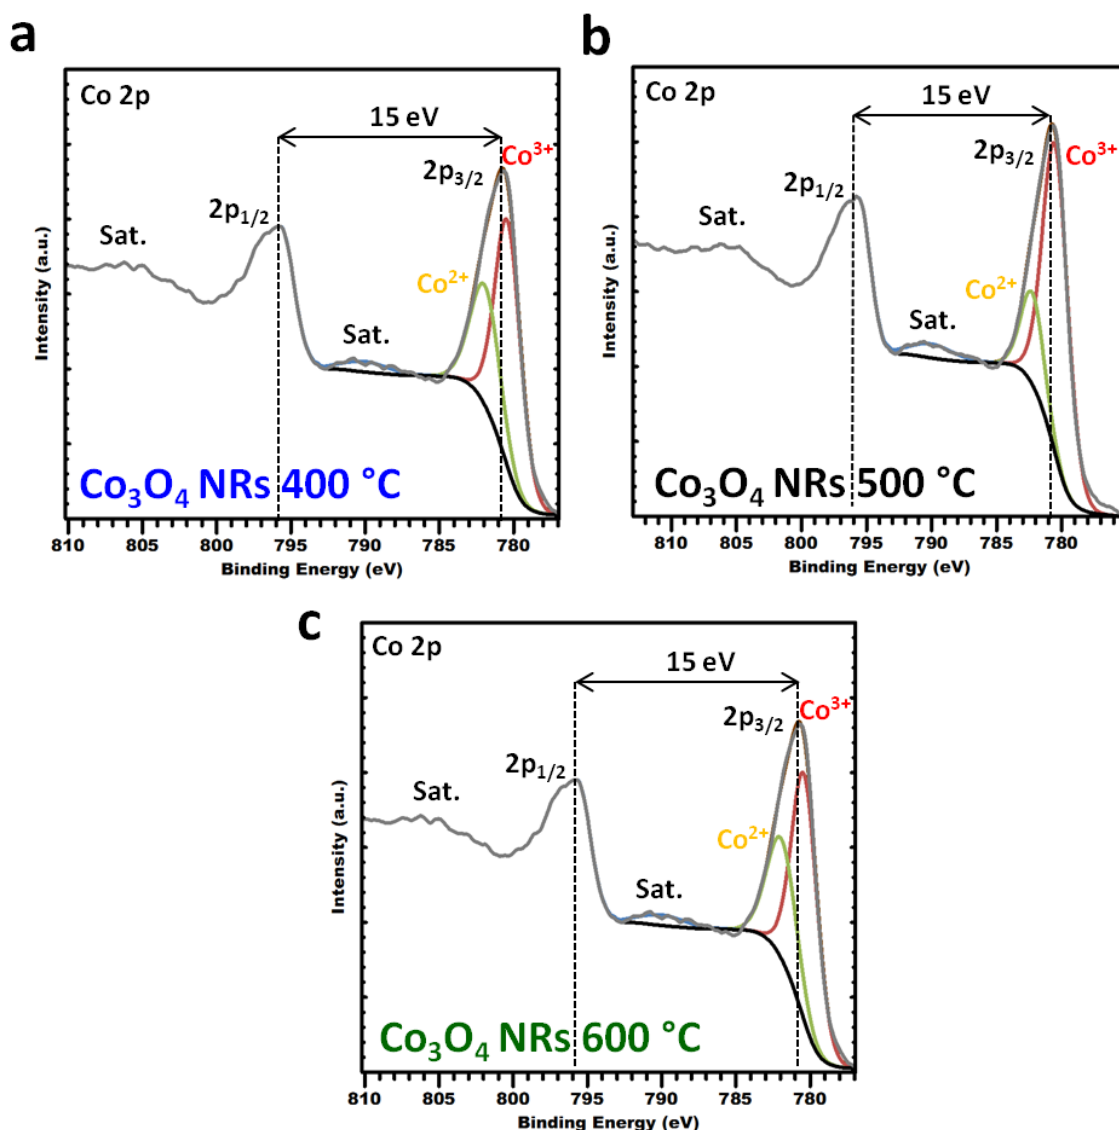 a
Co 2p
15 eV
Co³⁺
2p₃/₂
2p₁/₂
Sat.
Co²⁺
Sat.
Intensity (a.u.)
Co₃O₄ NRs 400 °C
810 805 800 795 790 785 780
Binding Energy (eV)
b
Co 2p
15 eV
2p₃/₂
Co³⁺
2p₁/₂
Sat.
Co²⁺
Sat.
Intensity (a.u.)
Co₃O₄ NRs 500 °C
810 800 790 780
Binding Energy (eV)
c
Co 2p
15 eV
Co³⁺
2p₃/₂
2p₁/₂
Sat.
Co²⁺
Sat.
Intensity (a.u.)
Co₃O₄ NRs 600 °C
810 805 800 795 790 785 780
Binding Energy (eV)